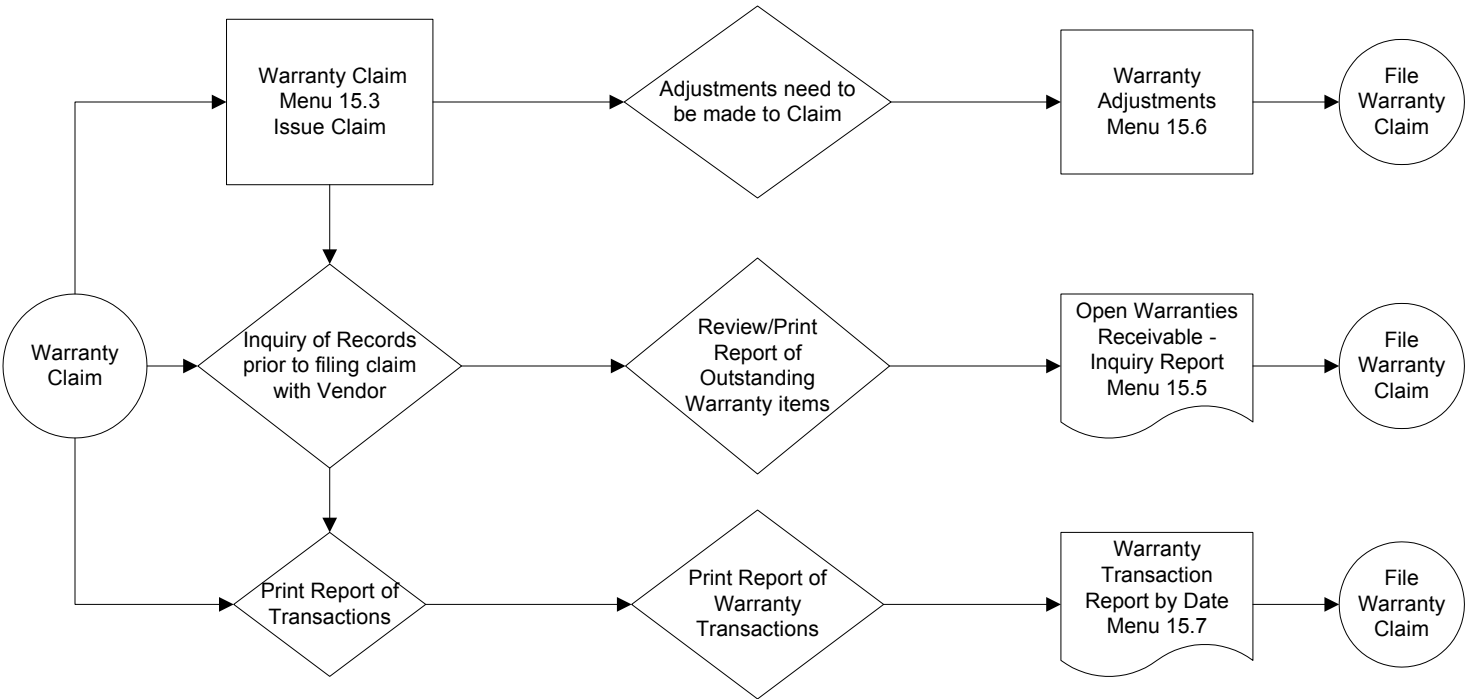 Warranty Claim
Menu 15.3
Issue Claim
Adjustments need to
be made to Claim
Warranty
Adjustments
Menu 15.6
File
Warranty
Claim
Warranty
Claim
Inquiry of Records
prior to filing claim
with Vendor
Review/Print
Report of
Outstanding
Warranty items
Open Warranties
Receivable -
Inquiry Report
Menu 15.5
File
Warranty
Claim
Print Report of
Transactions
Print Report of
Warranty
Transactions
Warranty
Transaction
Report by Date
Menu 15.7
File
Warranty
Claim